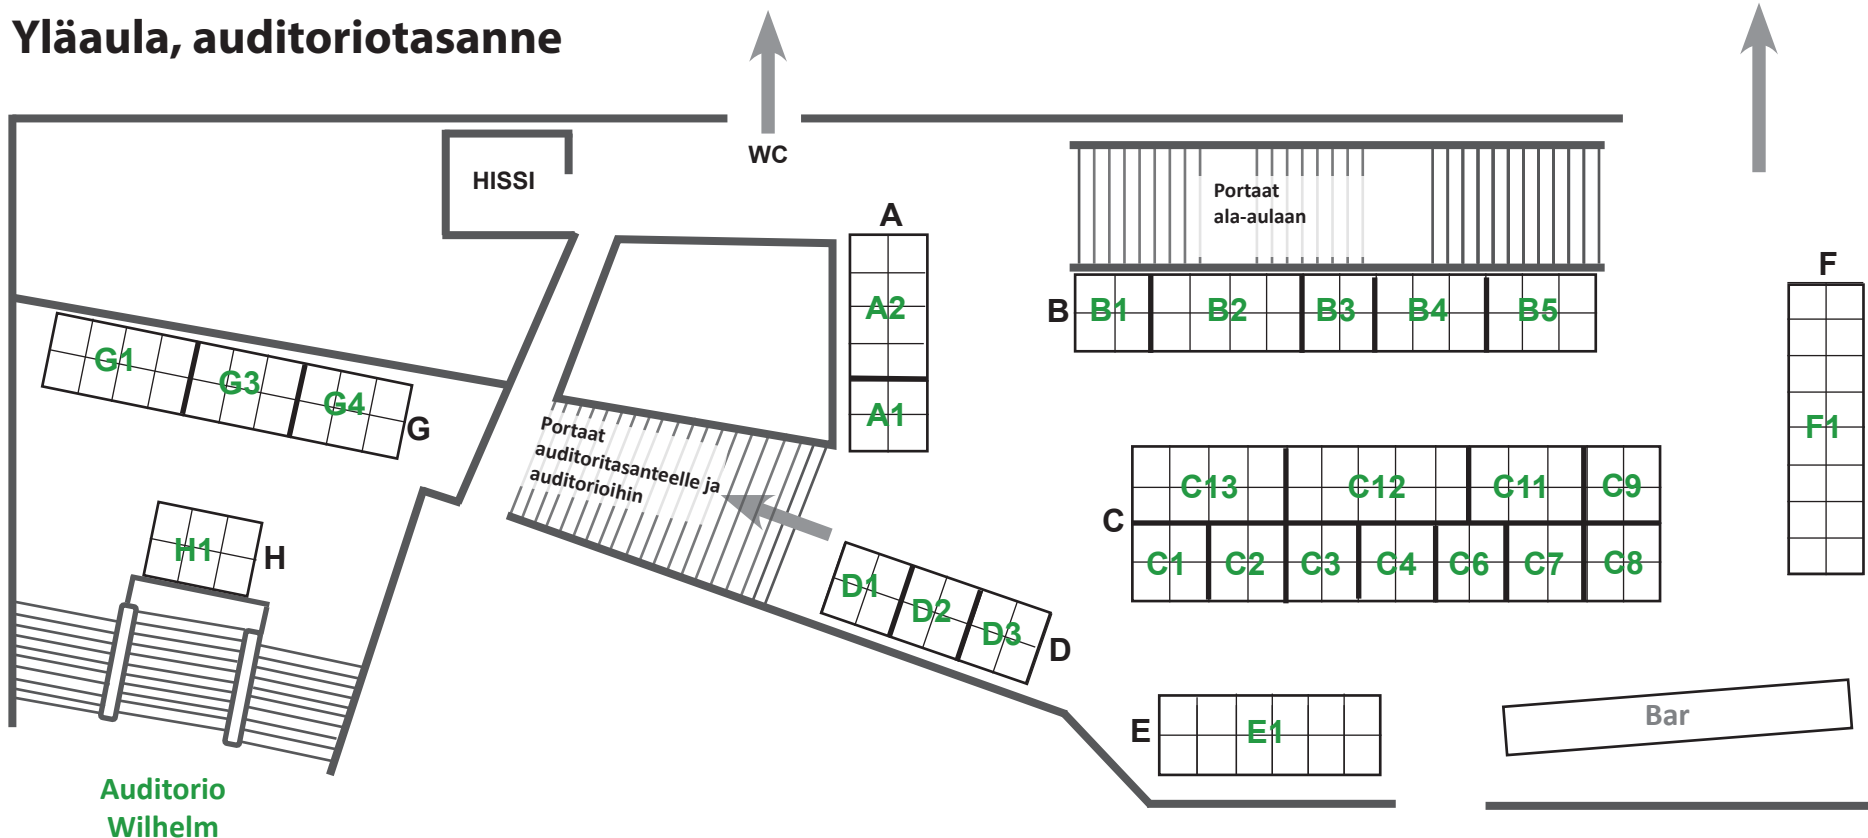 Yläaula, auditoriotasanne
WC
HISSI
Portaat
ala-aulaan
A
A2
A1
B
B1
B2
B3
B4
B5
F
F1
G1
G3
G4
G
Portaat
auditoritasanteelle ja
auditorioihin
C
C13
C12
C11
C9
C1
C2
C3
C4
C6
C7
C8
H1
H
D1
D2
D3
D
E
E1
Bar
Auditorio
Wilhelm